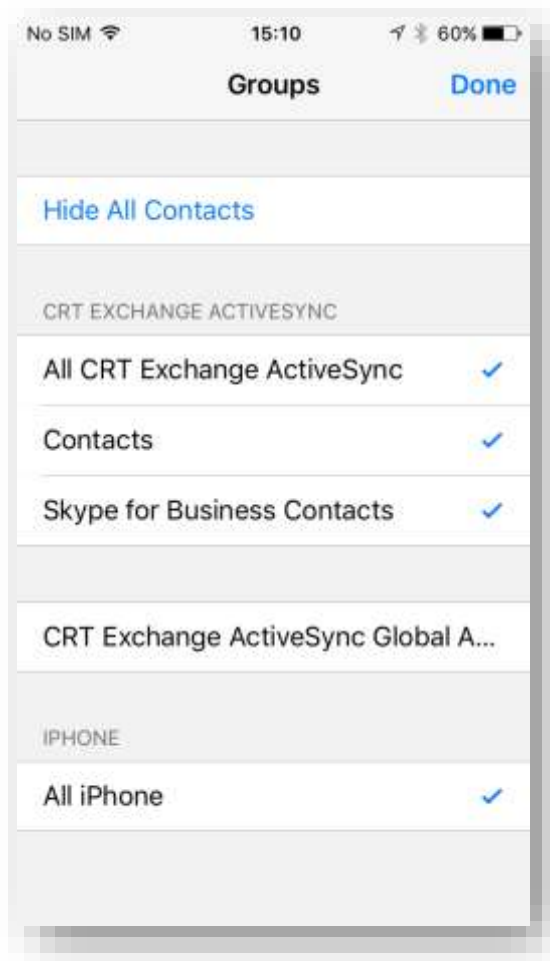 No SIM 15:10 60%
Groups Done
Hide All Contacts
CRT EXCHANGE ACTIVESYNC
All CRT Exchange ActiveSync
Contacts
Skype for Business Contacts
CRT Exchange ActiveSync Global A...
IPHONE
All iPhone